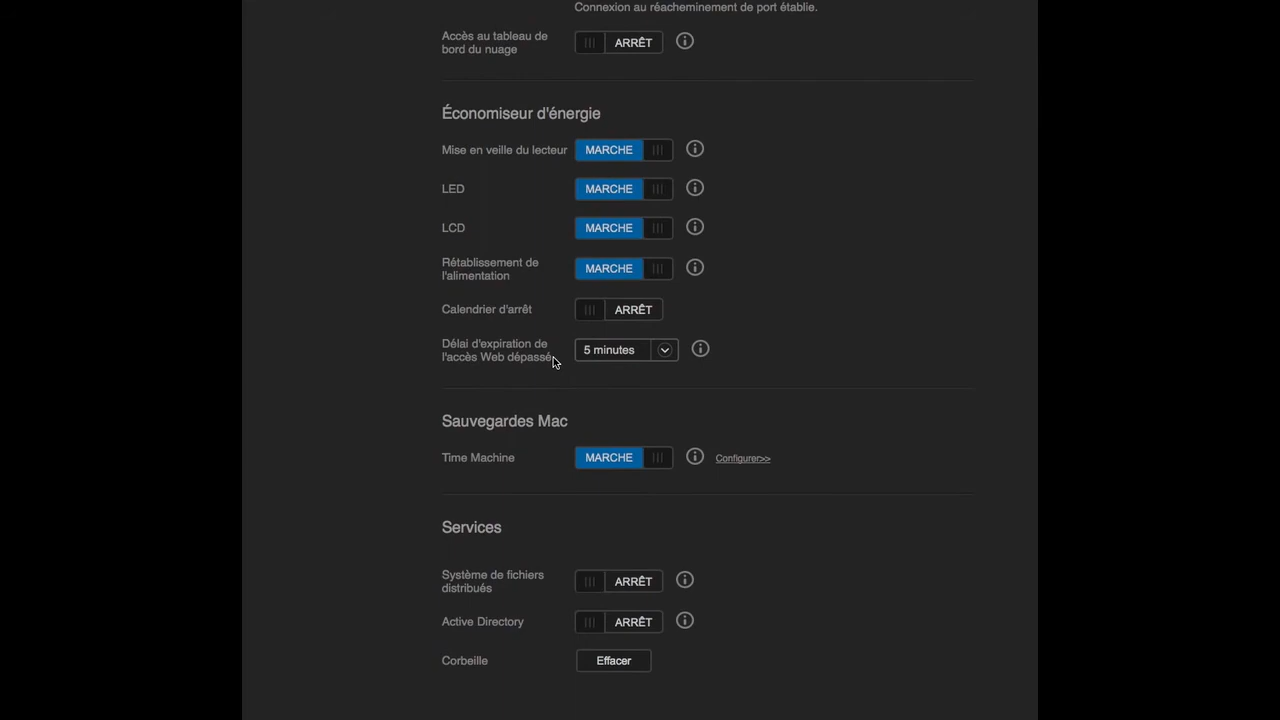 Connexion au réacheminement de port établie.
Accès au tableau de
bord du nuage
ARRÊT
Économiseur d'énergie
Mise en veille du lecteur MARCHE
LED MARCHE
LCD MARCHE
Rétablissement de
l'alimentation
MARCHE
Calendrier d'arrêt ARRÊT
Délai d'expiration de
l'accès Web dépassé
5 minutes
Sauvegardes Mac
Time Machine MARCHE Configurer>>
Services
Système de fichiers
distribués
ARRÊT
Active Directory ARRÊT
Corbeille Effacer